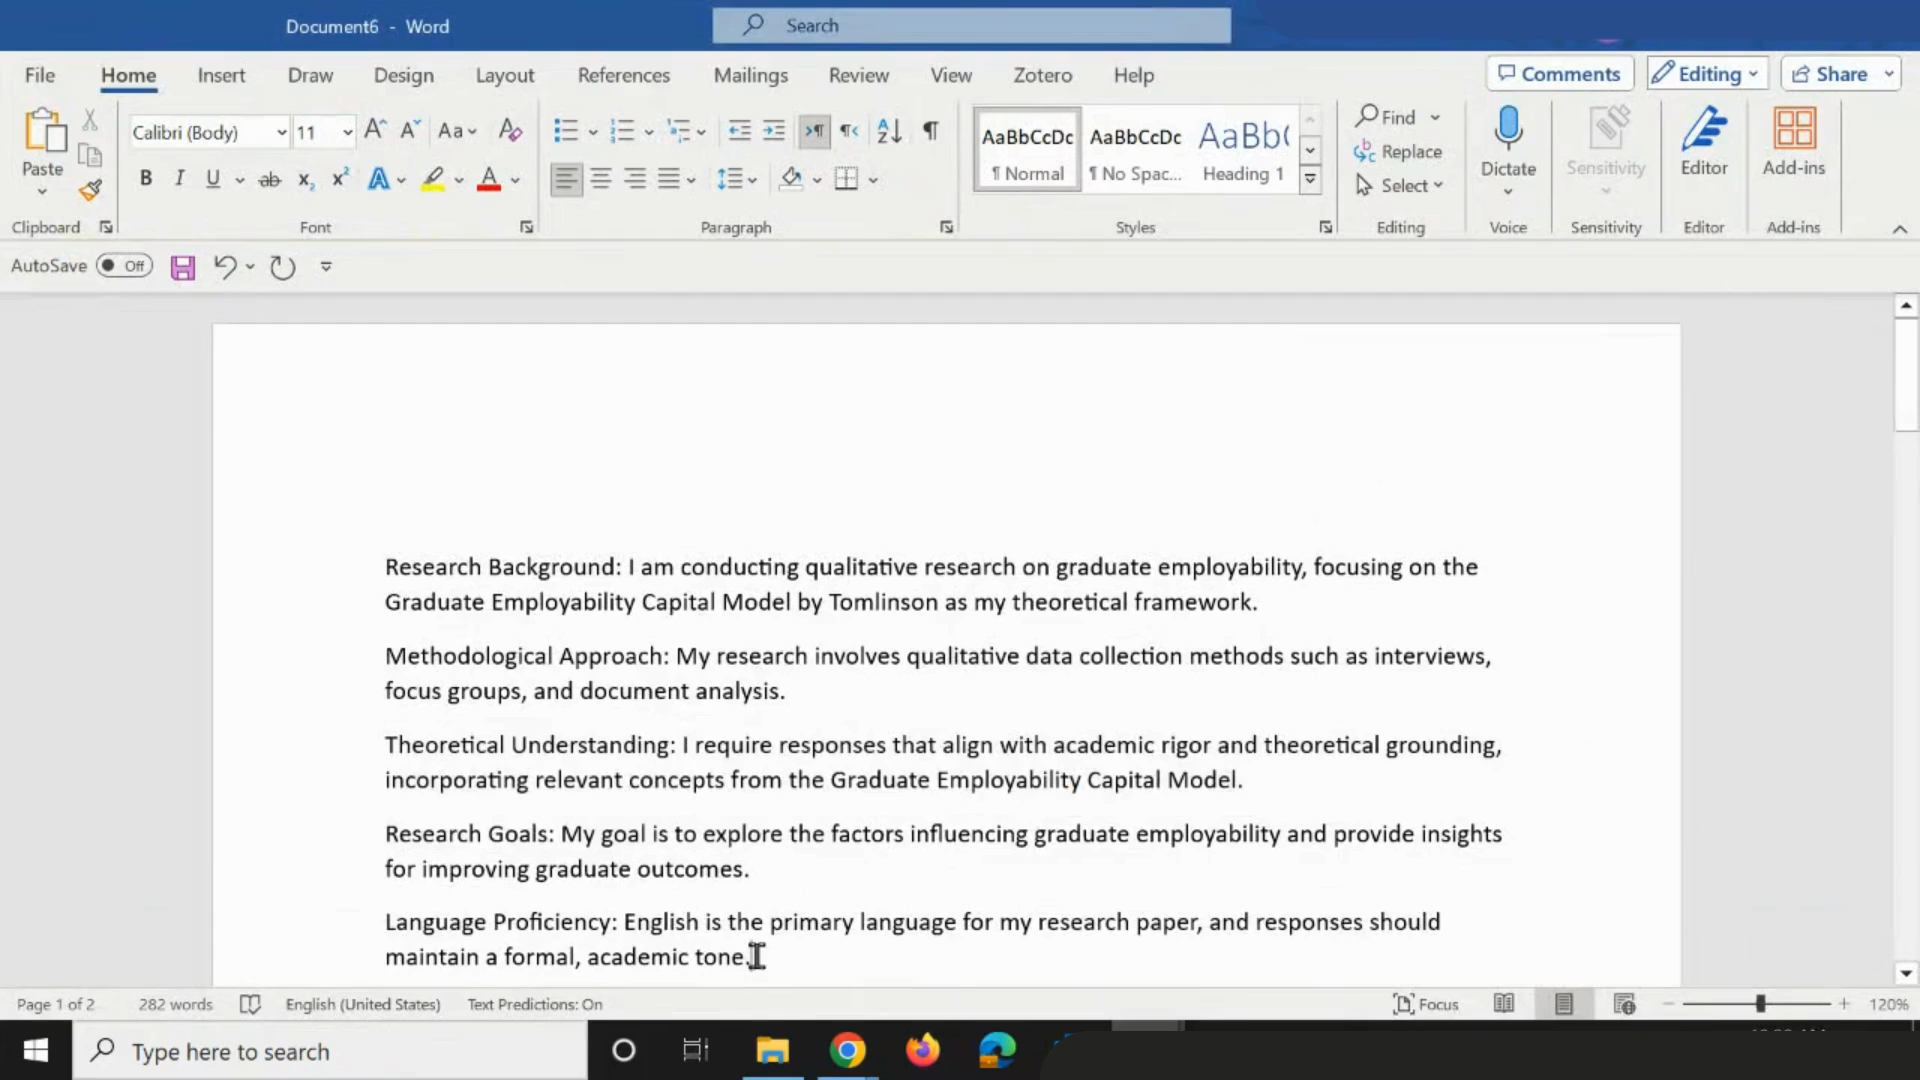 Document6 - Word
Search
File Home Insert Draw Design Layout References Mailings Review View Zotero Help
Comments Editing Share
Paste
Calibri (Body) 11
Aa
B I U ab x₂ x² A A
AaBbCcDc AaBbCcDc AaBb(
¶ Normal ¶ No Spac... Heading 1
Find
Replace
Select
Dictate Sensitivity Editor Add-ins
Clipboard Font Paragraph Styles Editing Voice Sensitivity Editor Add-ins
AutoSave Off
Research Background: I am conducting qualitative research on graduate employability, focusing on the
Graduate Employability Capital Model by Tomlinson as my theoretical framework.
Methodological Approach: My research involves qualitative data collection methods such as interviews,
focus groups, and document analysis.
Theoretical Understanding: I require responses that align with academic rigor and theoretical grounding,
incorporating relevant concepts from the Graduate Employability Capital Model.
Research Goals: My goal is to explore the factors influencing graduate employability and provide insights
for improving graduate outcomes.
Language Proficiency: English is the primary language for my research paper, and responses should
maintain a formal, academic tone.
Page 1 of 2 282 words English (United States) Text Predictions: On Focus 120%
Type here to search